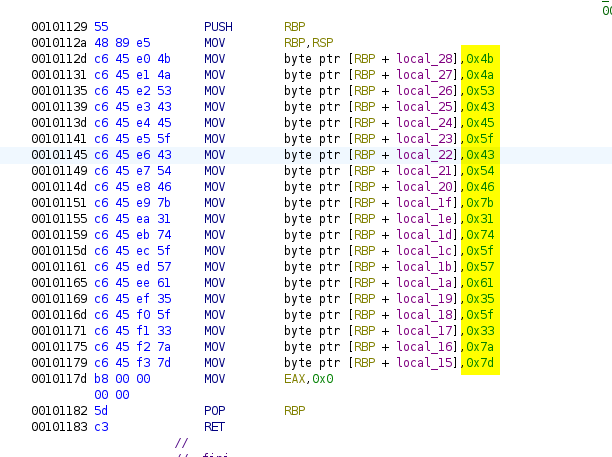 00101129 55 PUSH RBP
0010112a 48 89 e5 MOV RBP,RSP
0010112d c6 45 e0 4b MOV byte ptr [RBP + local_28],0x4b
00101131 c6 45 e1 4a MOV byte ptr [RBP + local_27],0x4a
00101135 c6 45 e2 53 MOV byte ptr [RBP + local_26],0x53
00101139 c6 45 e3 43 MOV byte ptr [RBP + local_25],0x43
0010113d c6 45 e4 45 MOV byte ptr [RBP + local_24],0x45
00101141 c6 45 e5 5f MOV byte ptr [RBP + local_23],0x5f
00101145 c6 45 e6 43 MOV byte ptr [RBP + local_22],0x43
00101149 c6 45 e7 54 MOV byte ptr [RBP + local_21],0x54
0010114d c6 45 e8 46 MOV byte ptr [RBP + local_20],0x46
00101151 c6 45 e9 7b MOV byte ptr [RBP + local_1f],0x7b
00101155 c6 45 ea 31 MOV byte ptr [RBP + local_1e],0x31
00101159 c6 45 eb 74 MOV byte ptr [RBP + local_1d],0x74
0010115d c6 45 ec 5f MOV byte ptr [RBP + local_1c],0x5f
00101161 c6 45 ed 57 MOV byte ptr [RBP + local_1b],0x57
00101165 c6 45 ee 61 MOV byte ptr [RBP + local_1a],0x61
00101169 c6 45 ef 35 MOV byte ptr [RBP + local_19],0x35
0010116d c6 45 f0 5f MOV byte ptr [RBP + local_18],0x5f
00101171 c6 45 f1 33 MOV byte ptr [RBP + local_17],0x33
00101175 c6 45 f2 7a MOV byte ptr [RBP + local_16],0x7a
00101179 c6 45 f3 7d MOV byte ptr [RBP + local_15],0x7d
0010117d b8 00 00 MOV EAX,0x0
00 00
00101182 5d POP RBP
00101183 c3 RET
//